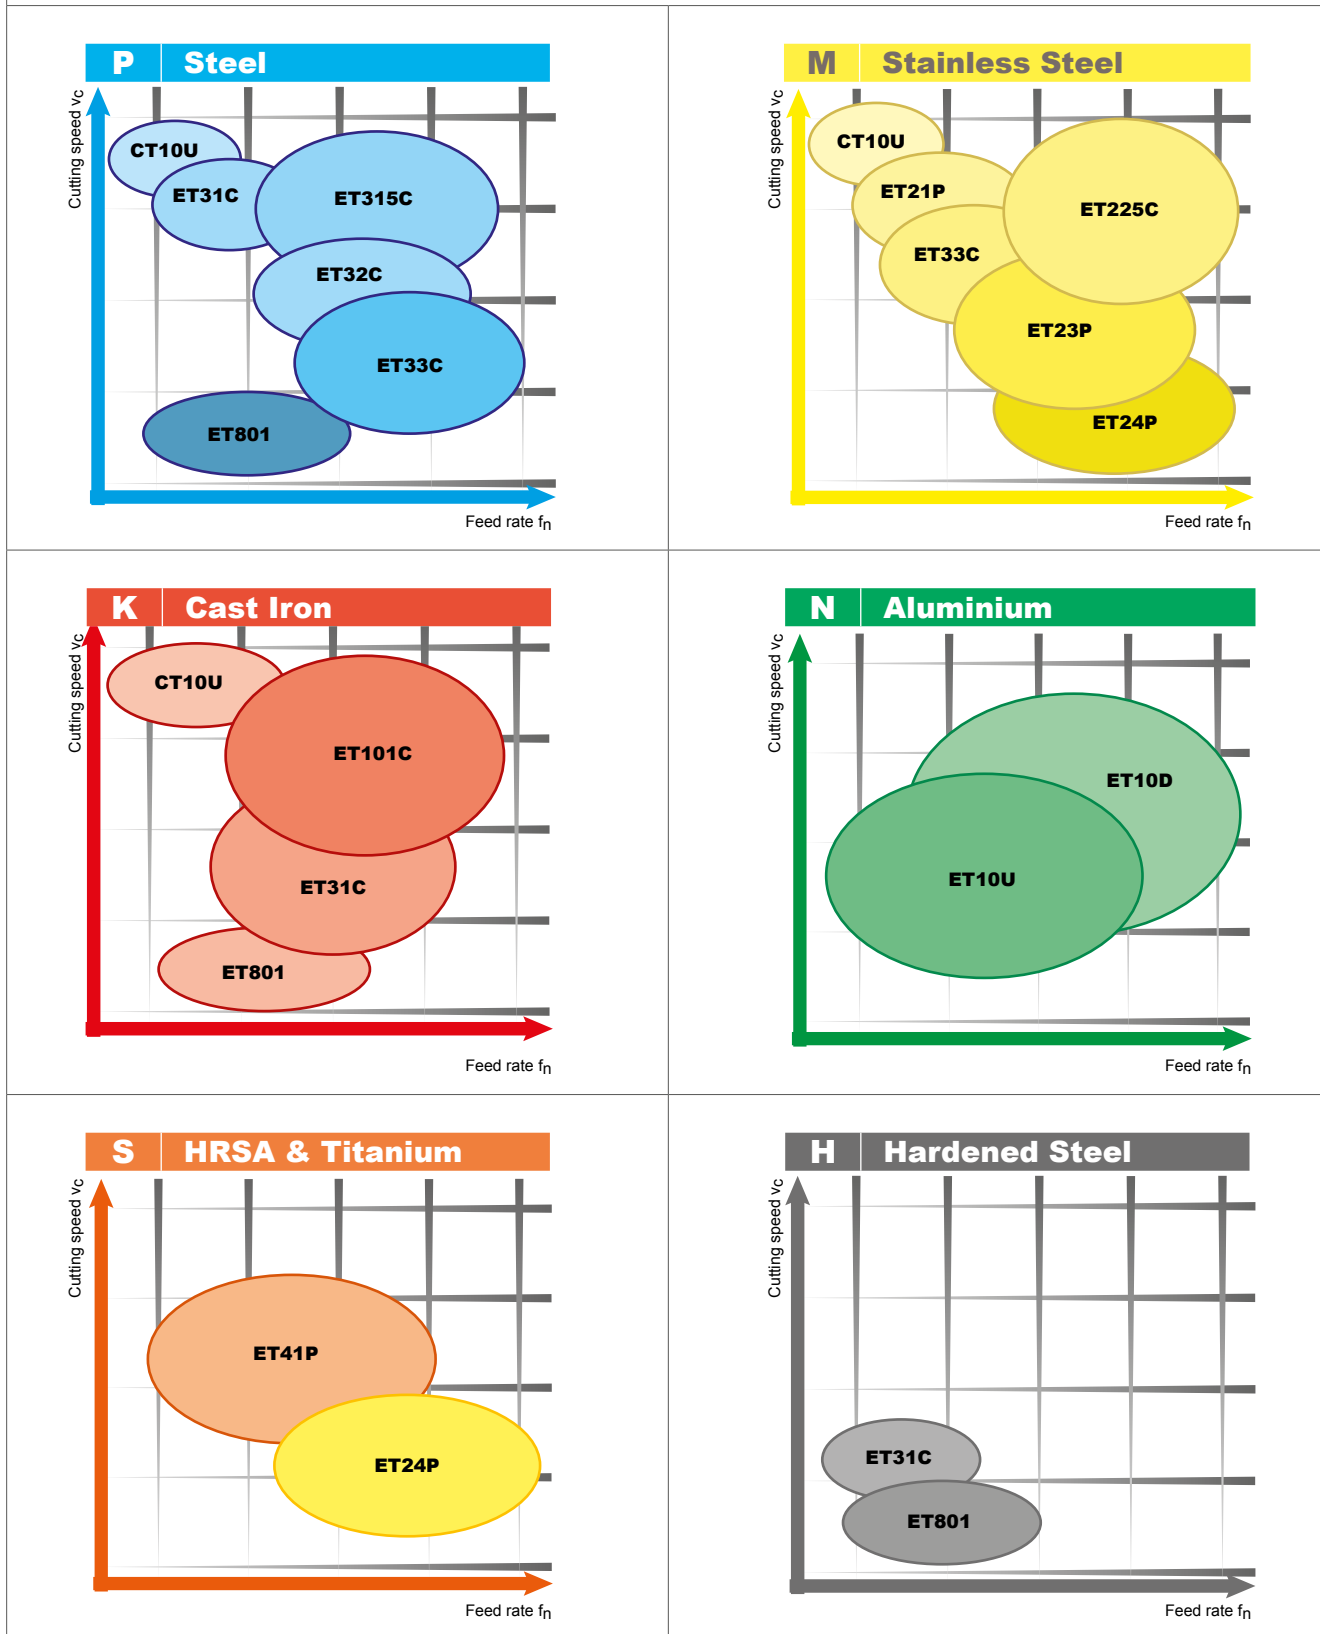 P Steel
Cutting speed vc
CT10U
ET31C
ET315C
ET32C
ET33C
ET801
Feed rate fn
M Stainless Steel
Cutting speed vc
CT10U
ET21P
ET225C
ET33C
ET23P
ET24P
Feed rate fn
K Cast Iron
Cutting speed vc
CT10U
ET101C
ET31C
ET801
Feed rate fn
N Aluminium
Cutting speed vc
ET10D
ET10U
Feed rate fn
S HRSA & Titanium
Cutting speed vc
ET41P
ET24P
Feed rate fn
H Hardened Steel
Cutting speed vc
ET31C
ET801
Feed rate fn